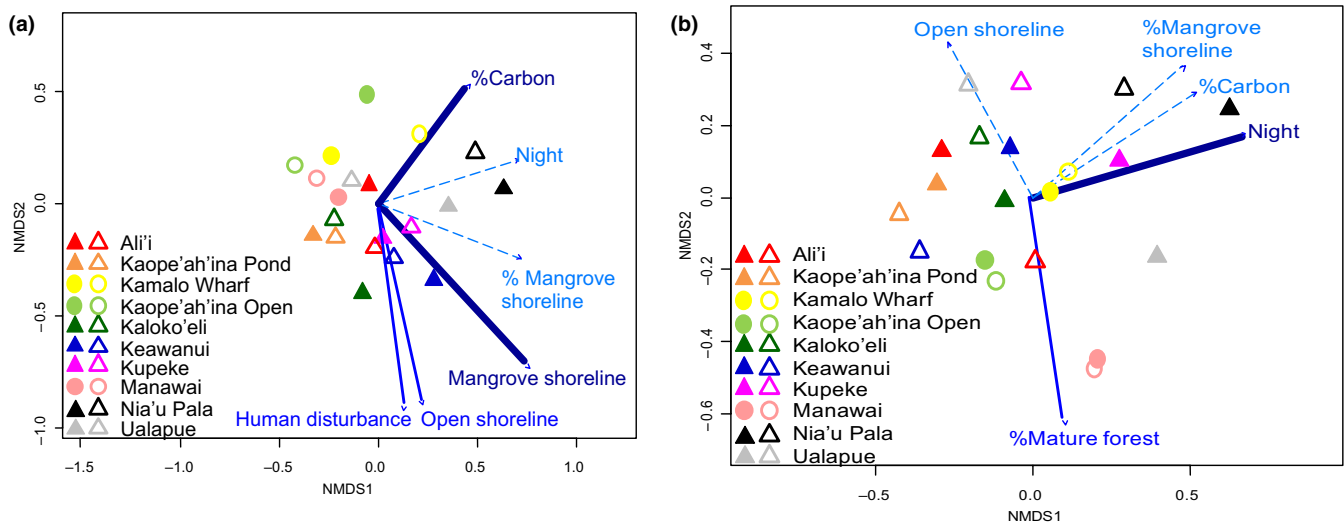 (a)
0.5
0.0
−0.5
−1.0
NMDS2
%Carbon
Night
% Mangrove
shoreline
Mangrove shoreline
Human disturbance
Open shoreline
Ali'i
Kaope'ah'ina Pond
Kamalo Wharf
Kaope'ah'ina Open
Kaloko'eli
Keawanui
Kupeke
Manawai
Nia'u Pala
Ualapue
−1.5
−1.0
−0.5
0.0
0.5
1.0
NMDS1
(b)
0.4
0.2
0.0
−0.2
−0.4
−0.6
NMDS2
Open shoreline
%Mangrove
shoreline
%Carbon
Night
%Mature forest
Ali'i
Kaope'ah'ina Pond
Kamalo Wharf
Kaope'ah'ina Open
Kaloko'eli
Keawanui
Kupeke
Manawai
Nia'u Pala
Ualapue
−0.5
0.0
0.5
NMDS1